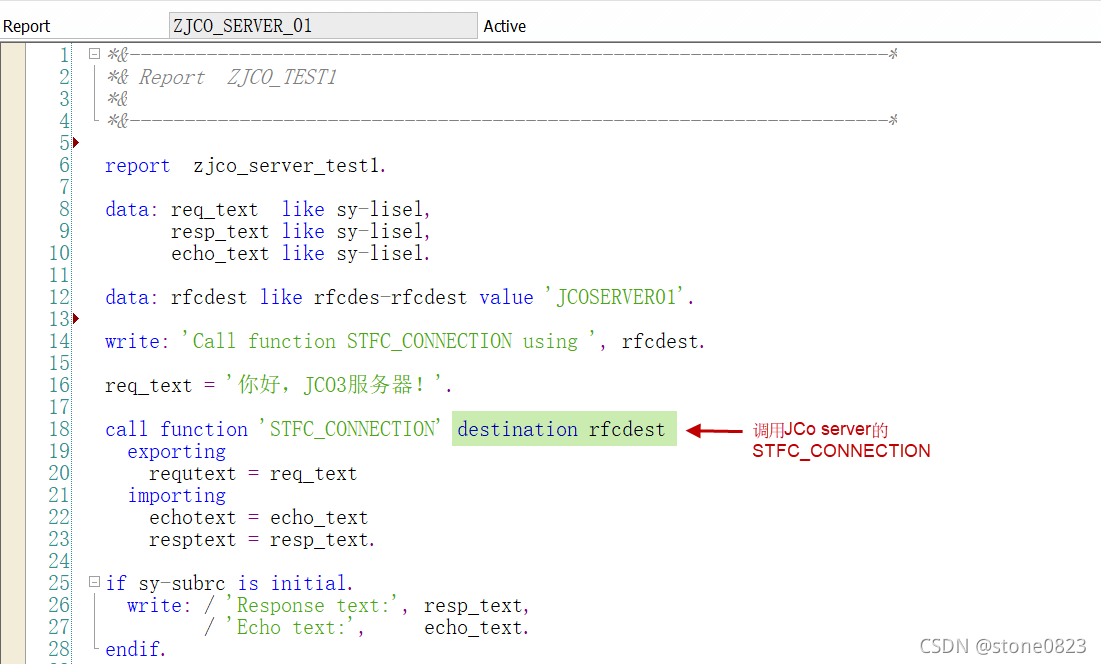 Report ZJCO_SERVER_01 Active
1 *&---------------------------------------------------------------------*
2 *& Report  ZJCO_TEST1
3 *&
4 *&---------------------------------------------------------------------*
5
6 report  zjco_server_test1.
7
8 data: req_text  like sy-lisel,
9       resp_text like sy-lisel,
10       echo_text like sy-lisel.
11
12 data: rfcdest like rfcdes-rfcdest value 'JCOSERVER01'.
13
14 write: 'Call function STFC_CONNECTION using ', rfcdest.
15
16 req_text = '你好，JCO3服务器！'.
17
18 call function 'STFC_CONNECTION' destination rfcdest
调用JCo server的
STFC_CONNECTION
19   exporting
20     requtext = req_text
21   importing
22     echotext = echo_text
23     resptext = resp_text.
24
25 if sy-subrc is initial.
26   write: / 'Response text:', resp_text,
27          / 'Echo text:',     echo_text.
28 endif.
CSDN @stone0823